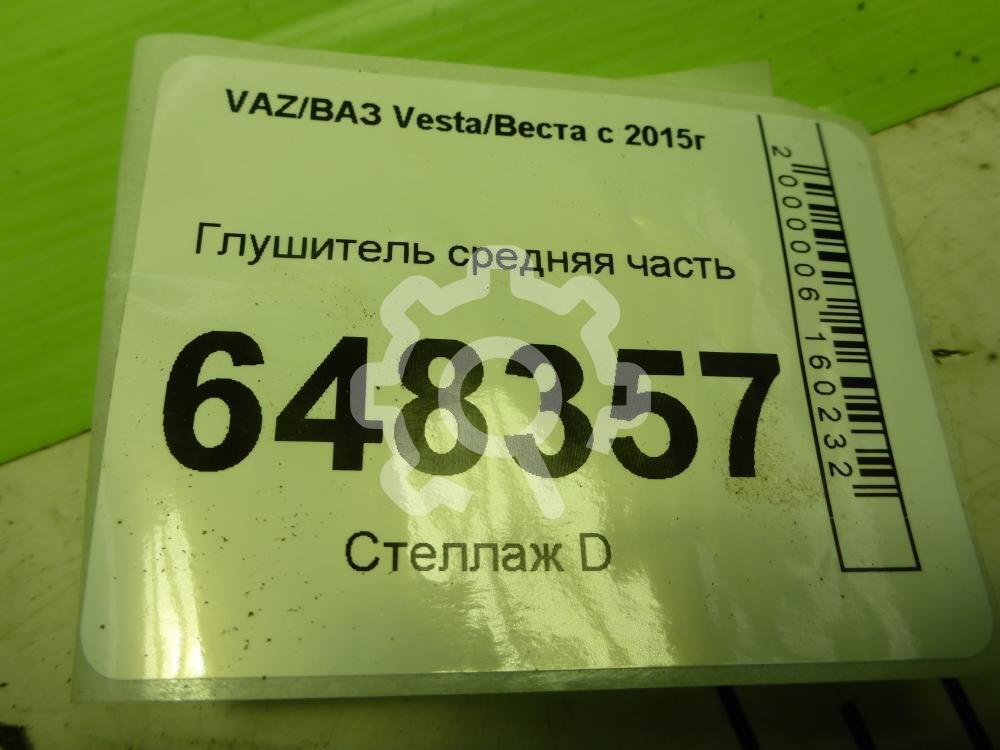 VAZ/ВАЗ Vesta/Веста с 2015г
Глушитель средняя часть
648357
Стеллаж D
2000006160232